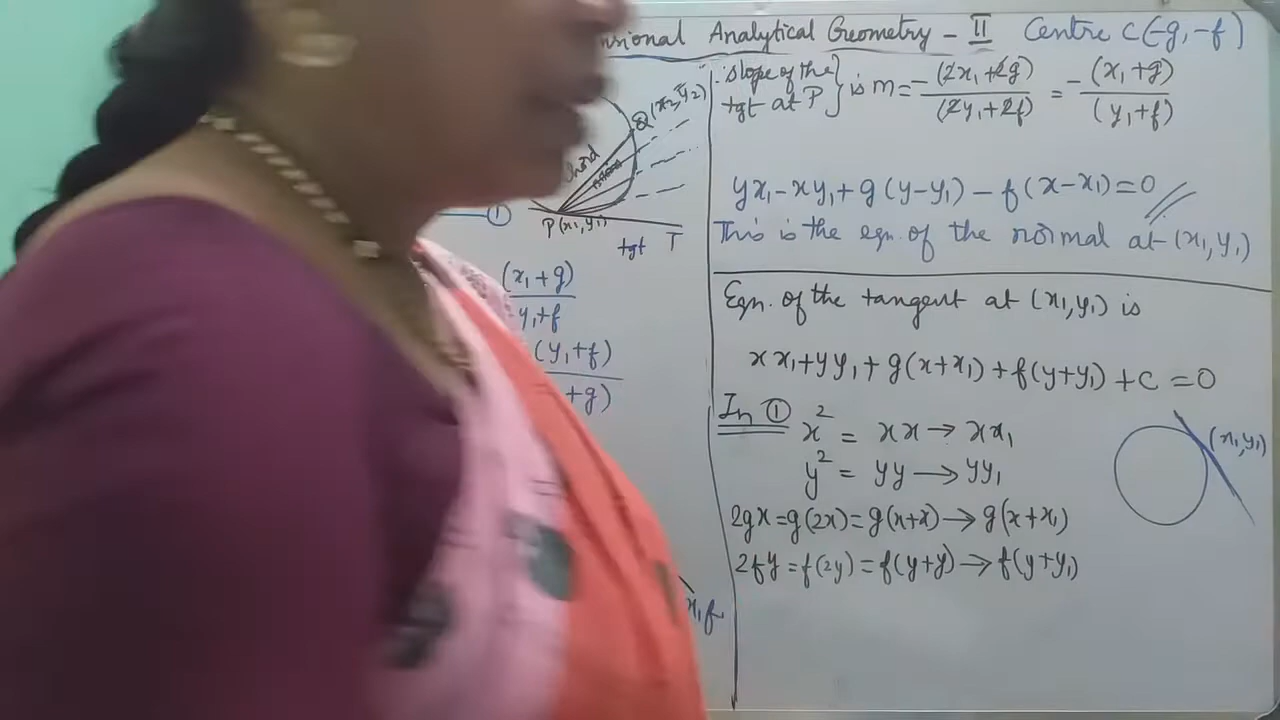 Analytical Geometry - II Centre C(-g, -f)
Slope of the tgt at P } is m = -(2x₁+2g)/(2y₁+2f) = -(x₁+g)/(y₁+f)
Q(x₂, y₂)
chord
P(x₁, y₁)
tgt T
①
(x₁+g)
y₁+f
(y₁+f)
+g)
x₁f
yx₁-xy₁+g(y-y₁)-f(x-x₁)=0
This is the eqn. of the normal at (x₁, y₁)
Eqn. of the tangent at (x₁, y₁) is
xx₁+yy₁+g(x+x₁)+f(y+y₁)+c=0
In ① x² = xx → xx₁
y² = yy → yy₁
2gx=g(2x)=g(x+x)→g(x+x₁)
2fy=f(2y)=f(y+y)→f(y+y₁)
(x₁, y₁)